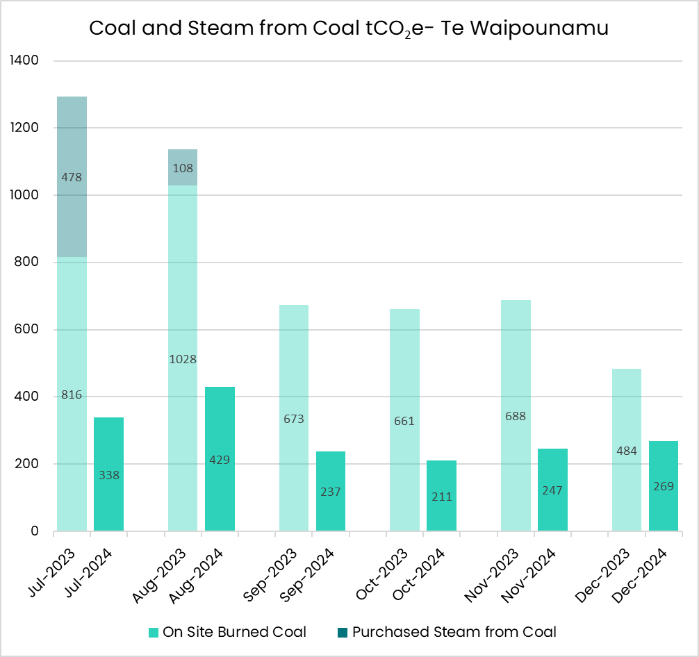 Coal and Steam from Coal tCO₂e- Te Waipounamu
1400
1200
1000
800
600
400
200
0
478
816
338
108
1028
429
673
237
661
211
688
247
484
269
Jul-2023
Jul-2024
Aug-2023
Aug-2024
Sep-2023
Sep-2024
Oct-2023
Oct-2024
Nov-2023
Nov-2024
Dec-2023
Dec-2024
On Site Burned Coal
Purchased Steam from Coal